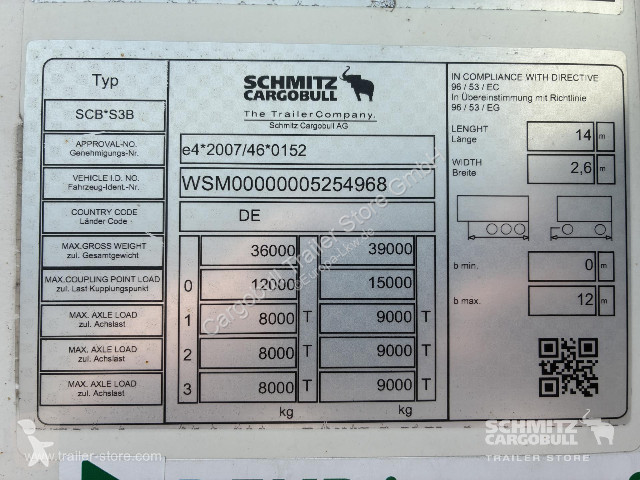 Typ
SCB*S3B
APPROVAL-NO.
Genehmigungs-Nr.
VEHICLE I.D. NO.
Fahrzeug-Ident.-Nr.
COUNTRY CODE
Länder Code
MAX.GROSS WEIGHT
zul. Gesamtgewicht
MAX.COUPLING POINT LOAD
zul. Last Kupplungspunkt
MAX. AXLE LOAD
zul. Achslast
MAX. AXLE LOAD
zul. Achslast
MAX. AXLE LOAD
zul. Achslast
SCHMITZ
CARGOBULL
The TrailerCompany.
Schmitz Cargobull AG
e4*2007/46*0152
WSM00000005254968
DE
36000 39000
0 12000 15000
1 8000 T 9000 T
2 8000 T 9000 T
3 8000 T 9000 T
kg kg
IN COMPLIANCE WITH DIRECTIVE
96 / 53 / EC
In Übereinstimmung mit Richtlinie
96 / 53 / EG
LENGHT
Länge
14 m
WIDTH
Breite
2,6 m
b b
b min. 0 m
b max. 12 m
Cargobull Trailer Store GmbH
Europe-Lkw.de
www.trailer-store.com
SCHMITZ
CARGOBULL
TRAILER STORE